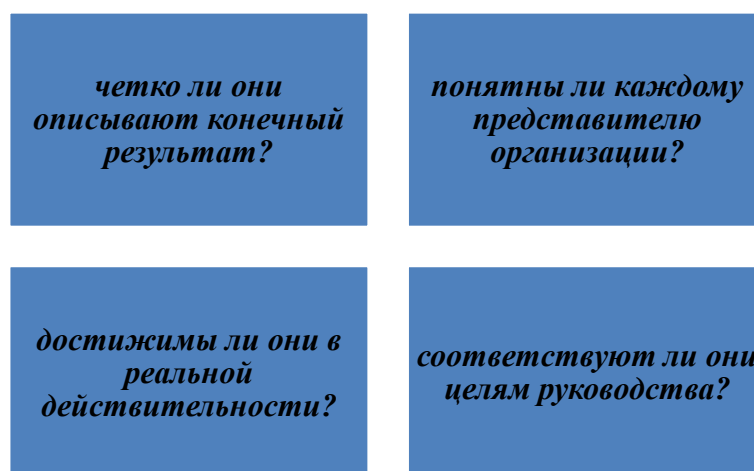 четко ли они
описывают конечный
результат?
понятны ли каждому
представителю
организации?
достижимы ли они в
реальной
действительности?
соответствуют ли они
целям руководства?